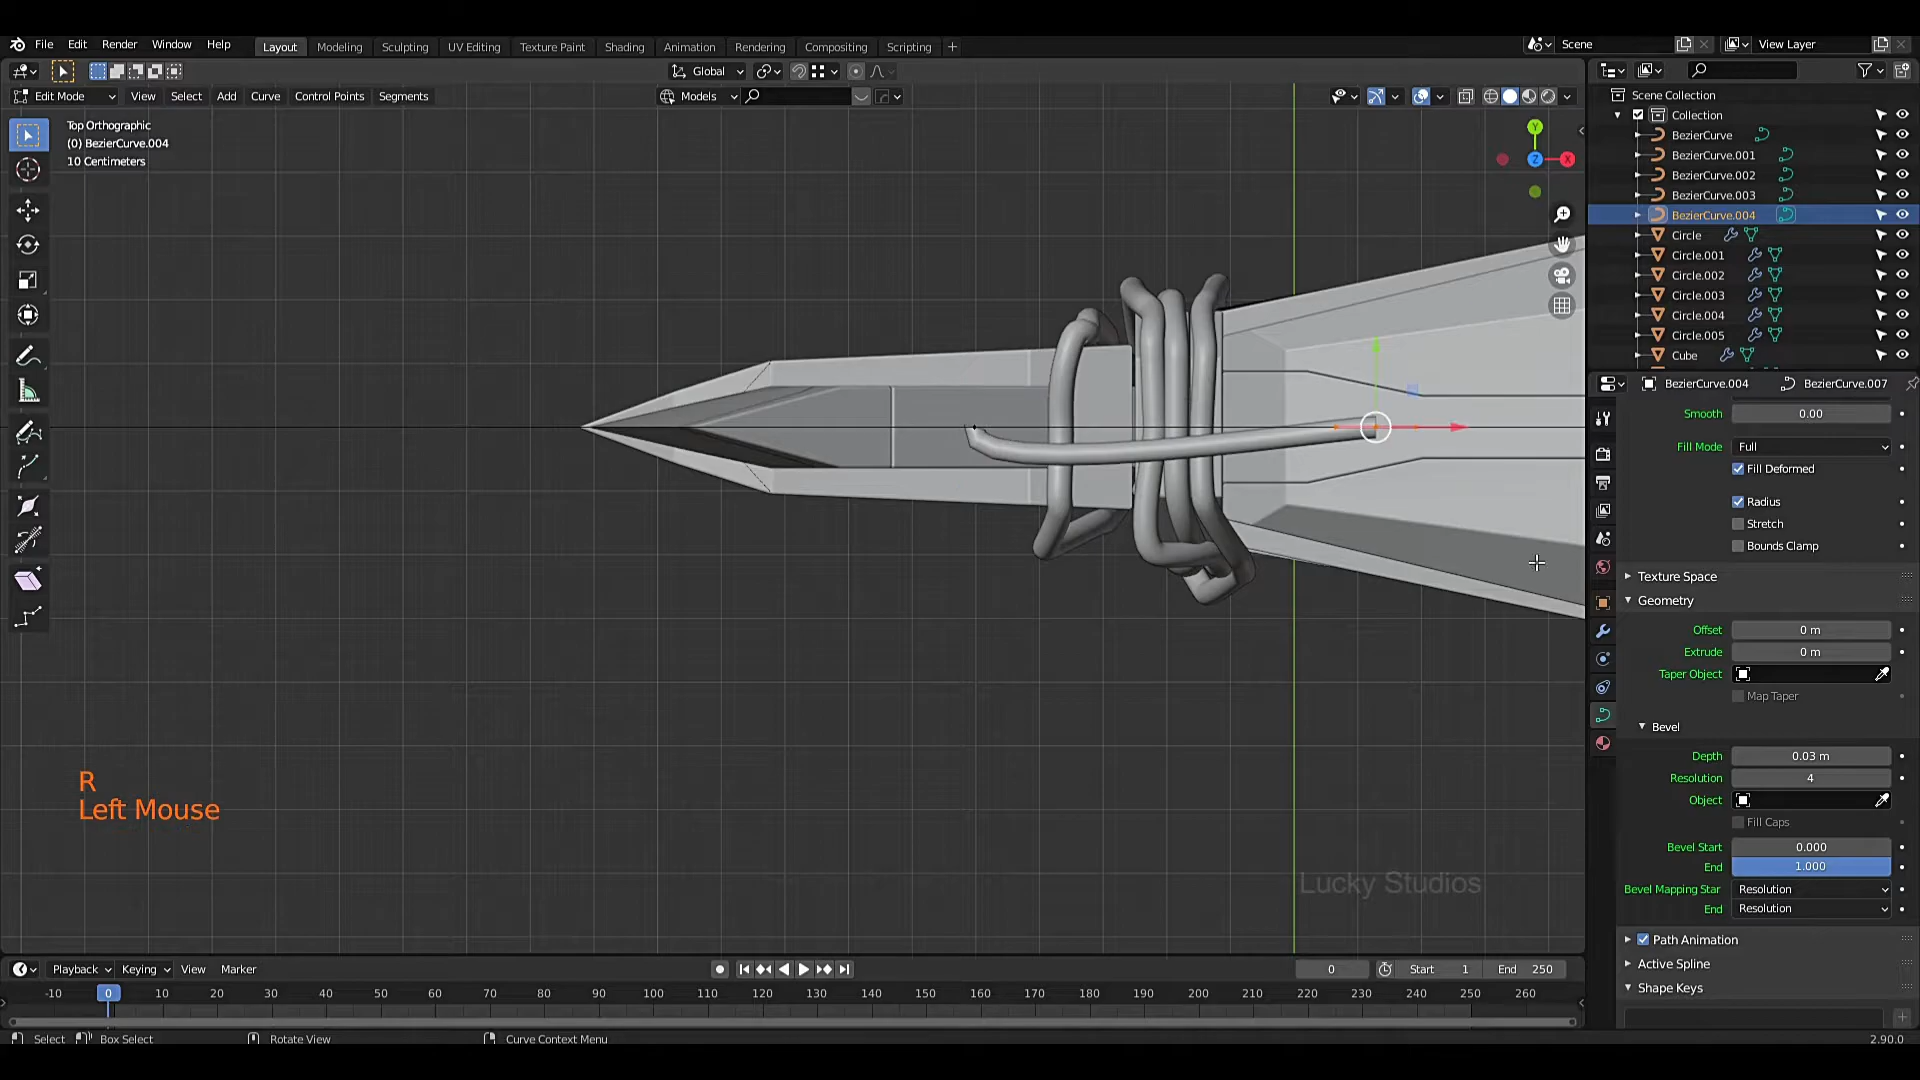 File Edit Render Window Help Layout Modeling Sculpting UV Editing Texture Paint Shading Animation Rendering Compositing Scripting + Scene View Layer
Global
Edit Mode View Select Add Curve Control Points Segments Models
Top Orthographic
(0) BezierCurve.004
10 Centimeters
Y
X
Z
Scene Collection
Collection
BezierCurve
BezierCurve.001
BezierCurve.002
BezierCurve.003
BezierCurve.004
Circle
Circle.001
Circle.002
Circle.003
Circle.004
Circle.005
Cube
BezierCurve.004 BezierCurve.007
Smooth 0.00
Fill Mode Full
Fill Deformed
Radius
Stretch
Bounds Clamp
Texture Space
Geometry
Offset 0 m
Extrude 0 m
Taper Object
Map Taper
Bevel
Depth 0.03 m
Resolution 4
Object
Fill Caps
Bevel Start 0.000
End 1.000
Bevel Mapping Star Resolution
End Resolution
Path Animation
Active Spline
Shape Keys
R
Left Mouse
Lucky Studios
Playback Keying View Marker 0 Start 1 End 250
-10 0 10 20 30 40 50 60 70 80 90 100 110 120 130 140 150 160 170 180 190 200 210 220 230 240 250 260
Select Box Select Rotate View Curve Context Menu 2.90.0